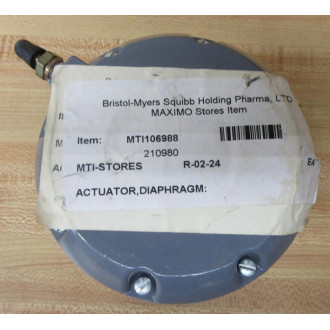 Bristol-Myers Squibb Holding Pharma, LTD
MAXIMO Stores Item
Item: MTI106988
210980
MTI-STORES R-02-24
ACTUATOR,DIAPHRAGM: